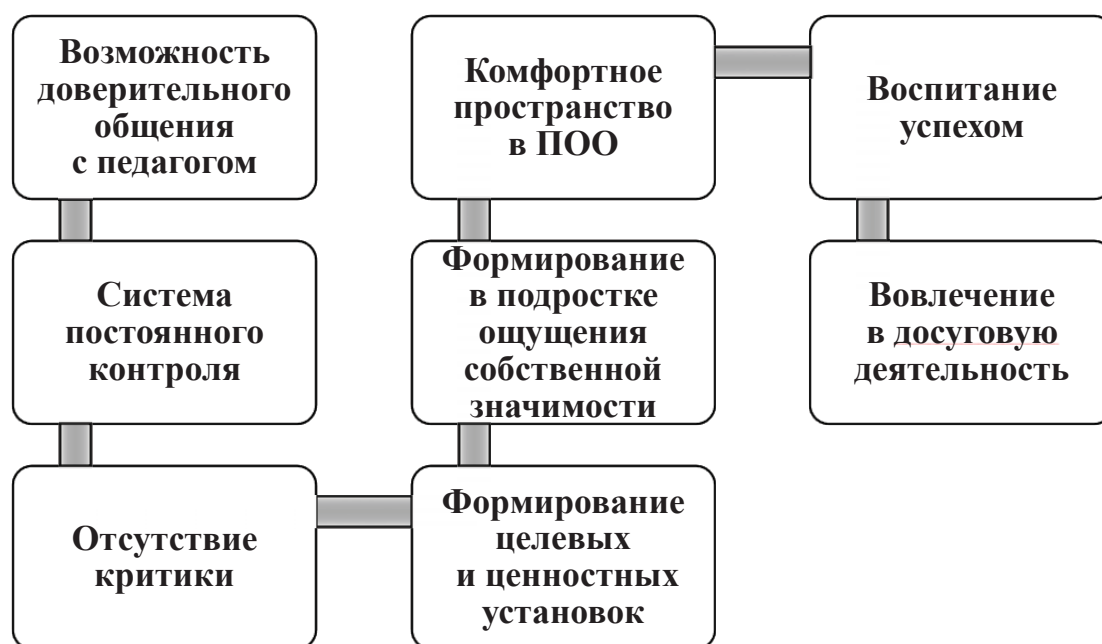 Возможность
доверительного
общения
с педагогом
Система
постоянного
контроля
Отсутствие
критики
Формирование
целевых
и ценностных
установок
Формирование
в подростке
ощущения
собственной
значимости
Комфортное
пространство
в ПОО
Воспитание
успехом
Вовлечение
в досуговую
деятельность